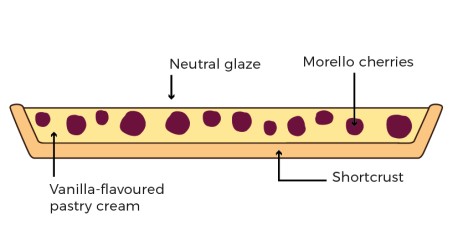 Neutral glaze
Morello cherries
Shortcrust
Vanilla-flavoured
pastry cream